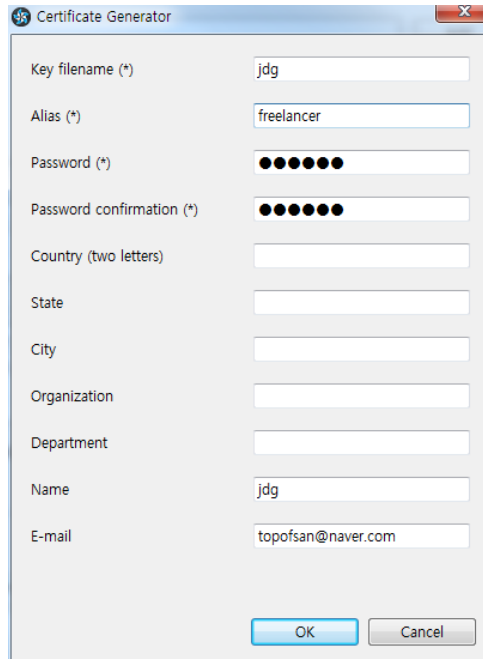 Certificate Generator
Key filename (*)
jdg
Alias (*)
freelancer
Password (*)
●●●●●●
Password confirmation (*)
●●●●●●
Country (two letters)
State
City
Organization
Department
Name
jdg
E-mail
topofsan@naver.com
OK
Cancel